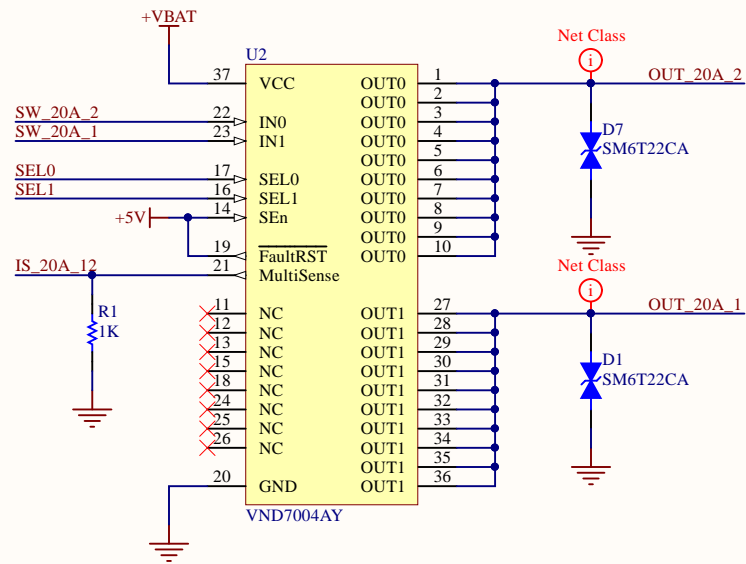 +VBAT
U2
Net Class
i
37 VCC OUT0 1 OUT_20A_2
OUT0 2
SW_20A_2 22 IN0 OUT0 3
SW_20A_1 23 IN1 OUT0 4
D7
SM6T22CA
OUT0 5
SEL0 17 SEL0 OUT0 6
SEL1 16 SEL1 OUT0 7
+5V 14 SEn OUT0 8
OUT0 9
19 FaultRST OUT0 10
IS_20A_12 21 MultiSense
Net Class
i
R1
1K
11 NC OUT1 27 OUT_20A_1
12 NC OUT1 28
13 NC OUT1 29
15 NC OUT1 30
D1
SM6T22CA
18 NC OUT1 31
24 NC OUT1 32
25 NC OUT1 33
26 NC OUT1 34
OUT1 35
20 GND OUT1 36
VND7004AY